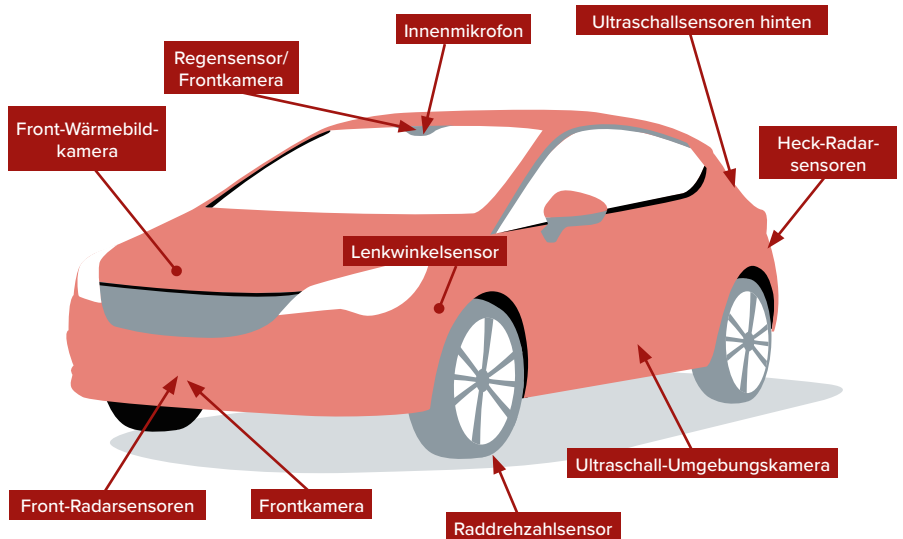 Ultraschallsensoren hinten
Innenmikrofon
Regensensor/
Frontkamera
Front-Wärmebild-
kamera
Heck-Radar-
sensoren
Lenkwinkelsensor
Ultraschall-Umgebungskamera
Front-Radarsensoren
Frontkamera
Raddrehzahlsensor